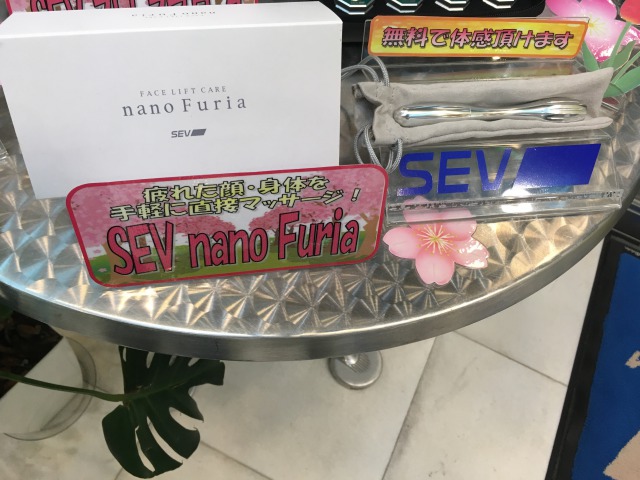 無料で体感頂けます
FACE LIFT CARE
nano Furia
SEV
SEV
疲れた顔・身体を
手軽に直接マッサージ！
SEV nano Furia